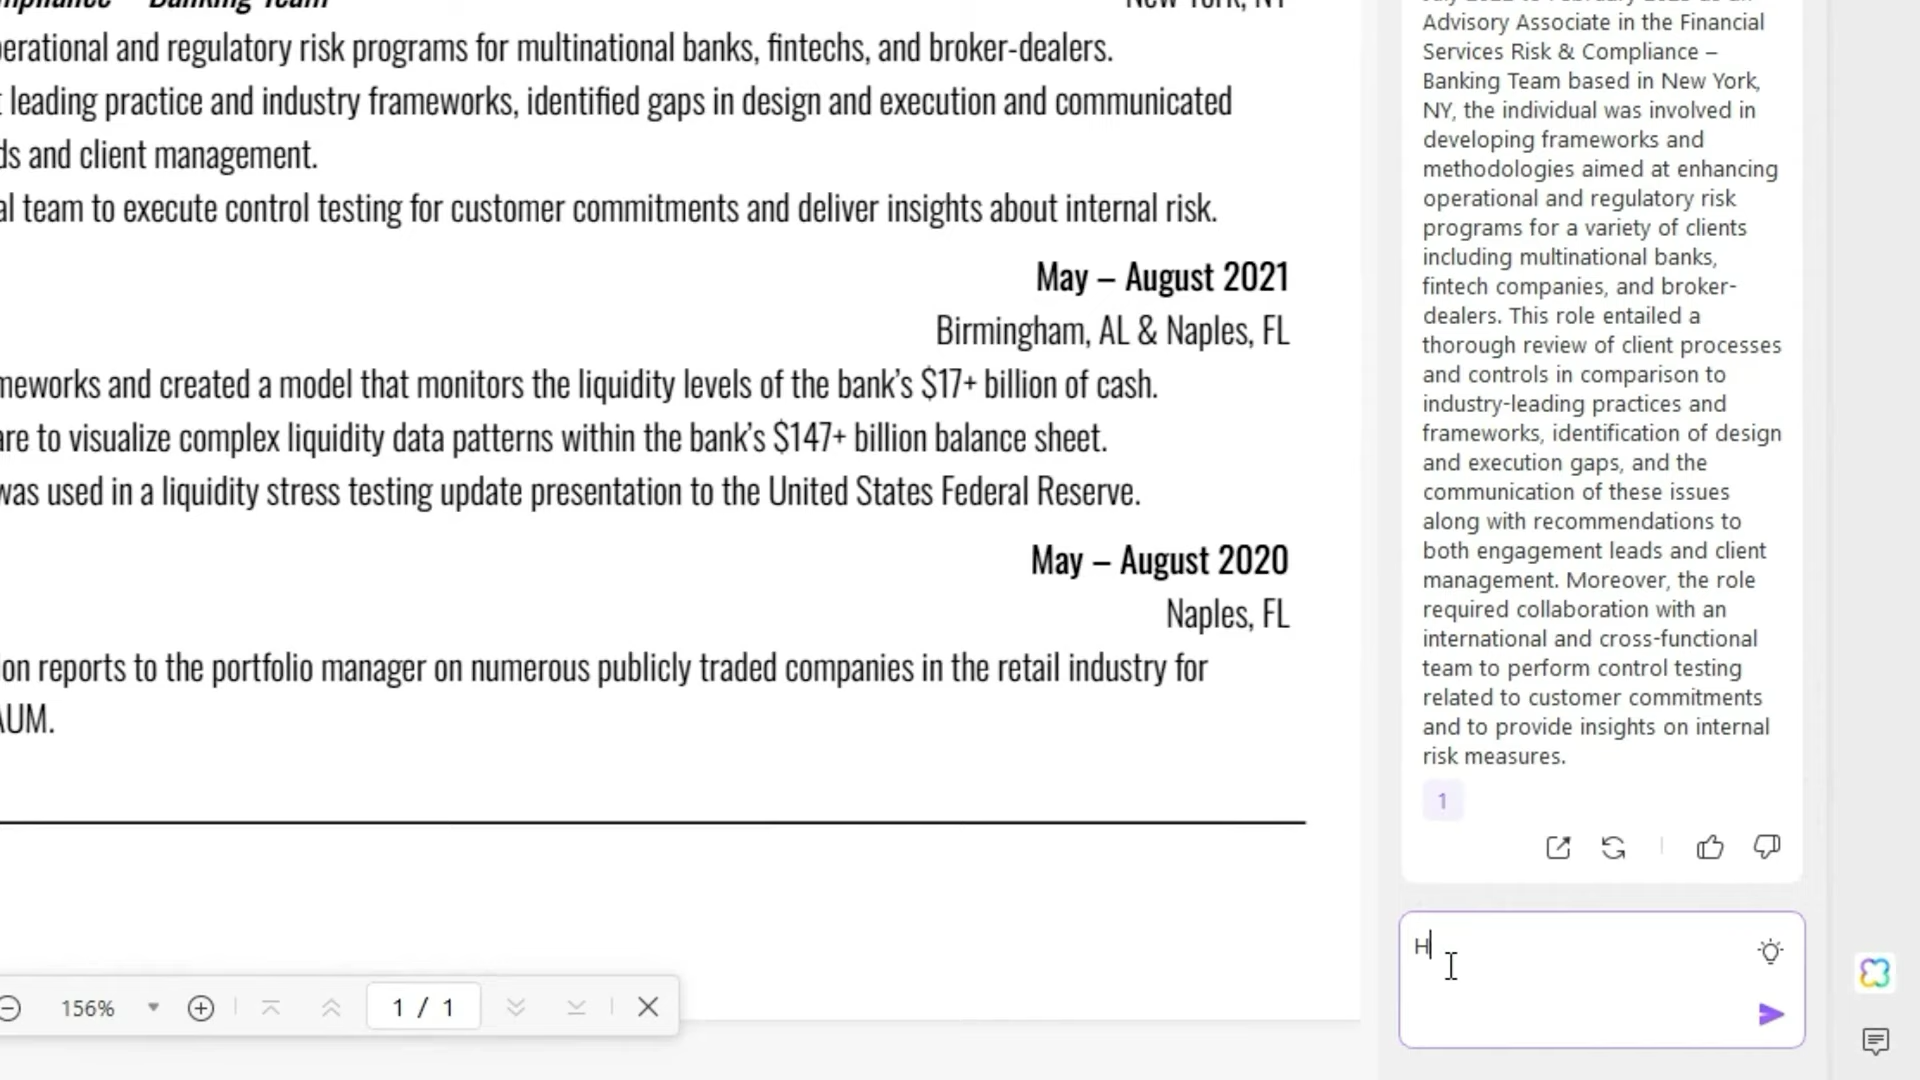 mpliance – Banking Team
New York, NY
perational and regulatory risk programs for multinational banks, fintechs, and broker-dealers.
t leading practice and industry frameworks, identified gaps in design and execution and communicated
ds and client management.
al team to execute control testing for customer commitments and deliver insights about internal risk.
May – August 2021
Birmingham, AL & Naples, FL
meworks and created a model that monitors the liquidity levels of the bank’s $17+ billion of cash.
are to visualize complex liquidity data patterns within the bank’s $147+ billion balance sheet.
was used in a liquidity stress testing update presentation to the United States Federal Reserve.
May – August 2020
Naples, FL
ion reports to the portfolio manager on numerous publicly traded companies in the retail industry for
AUM.
156%
1 / 1
Advisory Associate in the Financial
Services Risk & Compliance –
Banking Team based in New York,
NY, the individual was involved in
developing frameworks and
methodologies aimed at enhancing
operational and regulatory risk
programs for a variety of clients
including multinational banks,
fintech companies, and broker-
dealers. This role entailed a
thorough review of client processes
and controls in comparison to
industry-leading practices and
frameworks, identification of design
and execution gaps, and the
communication of these issues
along with recommendations to
both engagement leads and client
management. Moreover, the role
required collaboration with an
international and cross-functional
team to perform control testing
related to customer commitments
and to provide insights on internal
risk measures.
1
H